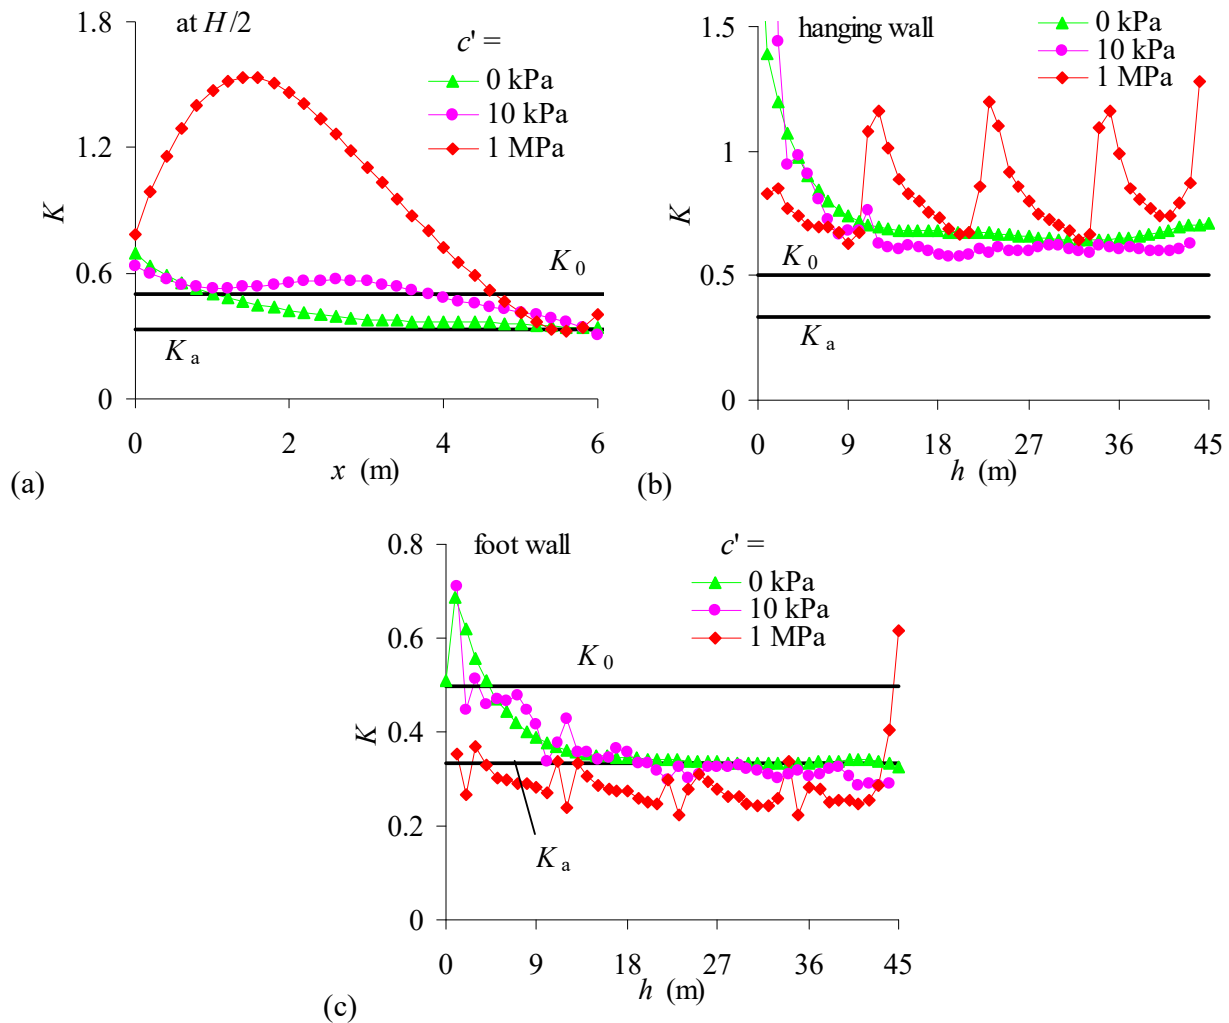 1.8
at H/2
c' =
0 kPa
10 kPa
1 MPa
1.2
K
0.6
K0
Ka
0
0 2 4 6
x (m)
(a)
1.5
hanging wall
0 kPa
10 kPa
1 MPa
1
K
0.5
K0
Ka
0
0 9 18 27 36 45
h (m)
(b)
0.8
foot wall
c' =
0 kPa
10 kPa
1 MPa
0.6
K0
K
0.4
0.2
Ka
0
0 9 18 27 36 45
h (m)
(c)